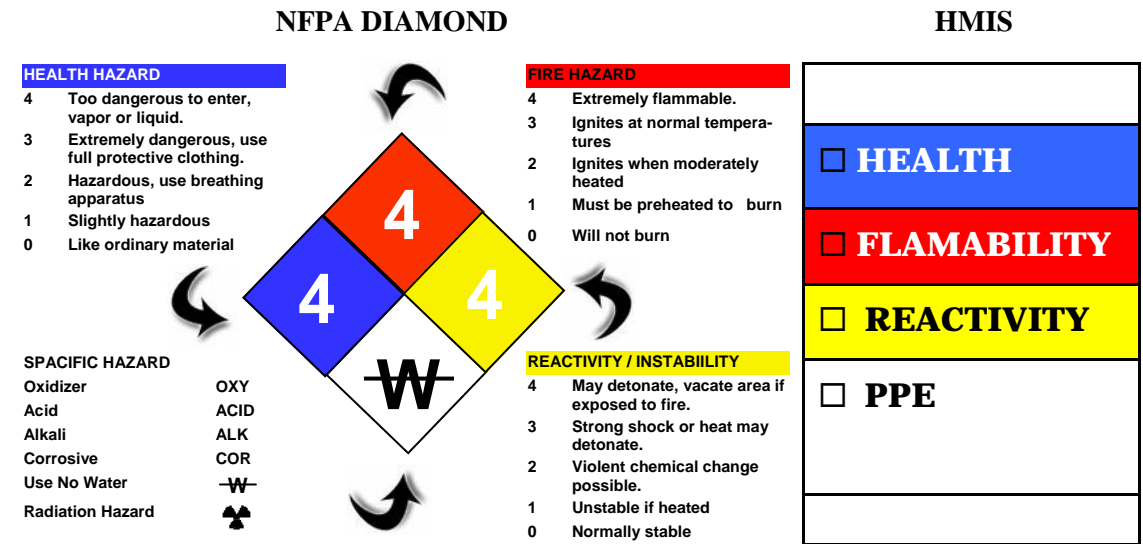 NFPA DIAMOND
HMIS
HEALTH HAZARD
4 Too dangerous to enter,
vapor or liquid.
3 Extremely dangerous, use
full protective clothing.
2 Hazardous, use breathing
apparatus
1 Slightly hazardous
0 Like ordinary material
FIRE HAZARD
4 Extremely flammable.
3 Ignites at normal tempera-
tures
2 Ignites when moderately
heated
1 Must be preheated to burn
0 Will not burn
4
4
4
W
SPACIFIC HAZARD
Oxidizer OXY
Acid ACID
Alkali ALK
Corrosive COR
Use No Water W
Radiation Hazard
REACTIVITY / INSTABIILITY
4 May detonate, vacate area if
exposed to fire.
3 Strong shock or heat may
detonate.
2 Violent chemical change
possible.
1 Unstable if heated
0 Normally stable
HEALTH
FLAMABILITY
REACTIVITY
PPE